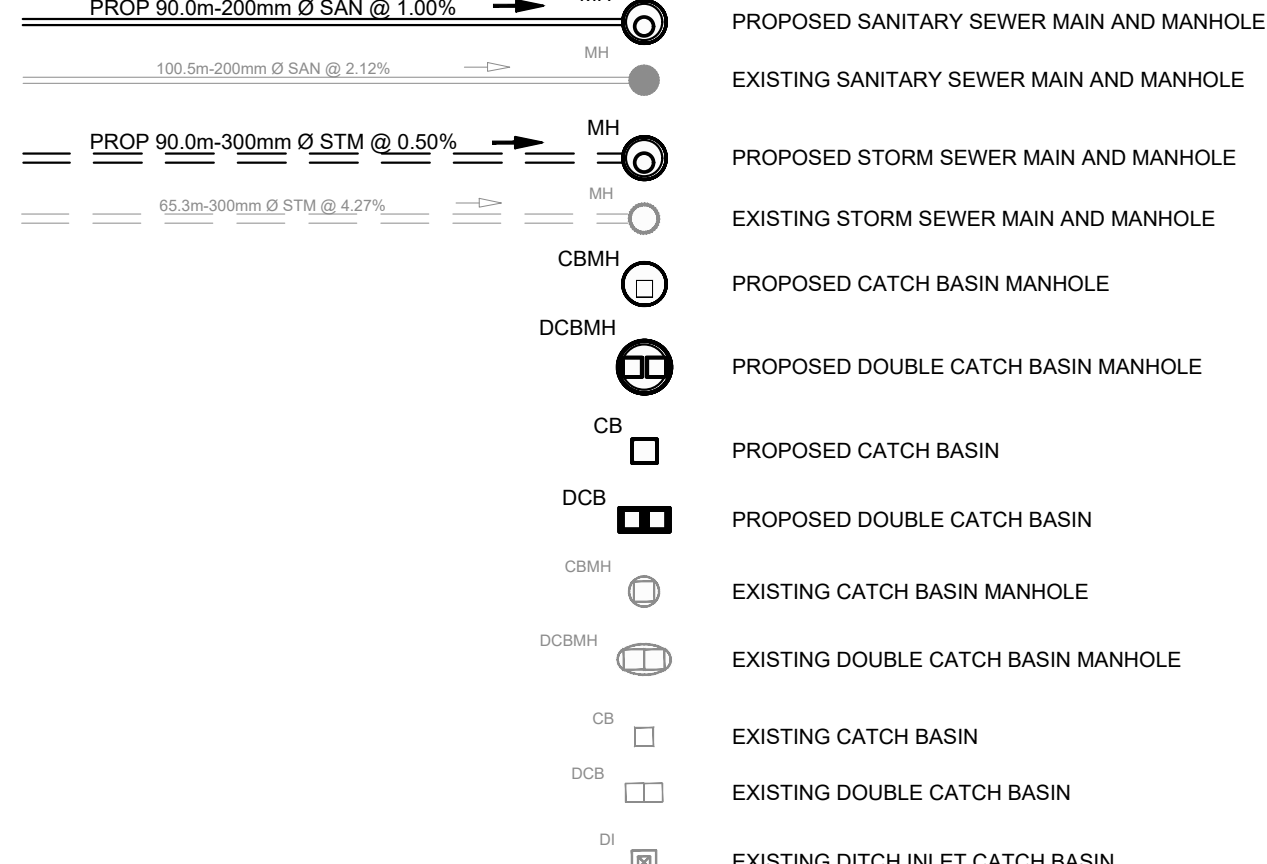 PROP 90.0m-200mm Ø SAN @ 1.00% MH PROPOSED SANITARY SEWER MAIN AND MANHOLE
100.5m-200mm Ø SAN @ 2.12% MH EXISTING SANITARY SEWER MAIN AND MANHOLE
PROP 90.0m-300mm Ø STM @ 0.50% MH PROPOSED STORM SEWER MAIN AND MANHOLE
65.3m-300mm Ø STM @ 4.27% MH EXISTING STORM SEWER MAIN AND MANHOLE
CBMH PROPOSED CATCH BASIN MANHOLE
DCBMH PROPOSED DOUBLE CATCH BASIN MANHOLE
CB PROPOSED CATCH BASIN
DCB PROPOSED DOUBLE CATCH BASIN
CBMH EXISTING CATCH BASIN MANHOLE
DCBMH EXISTING DOUBLE CATCH BASIN MANHOLE
CB EXISTING CATCH BASIN
DCB EXISTING DOUBLE CATCH BASIN
DI EXISTING DITCH INLET CATCH BASIN